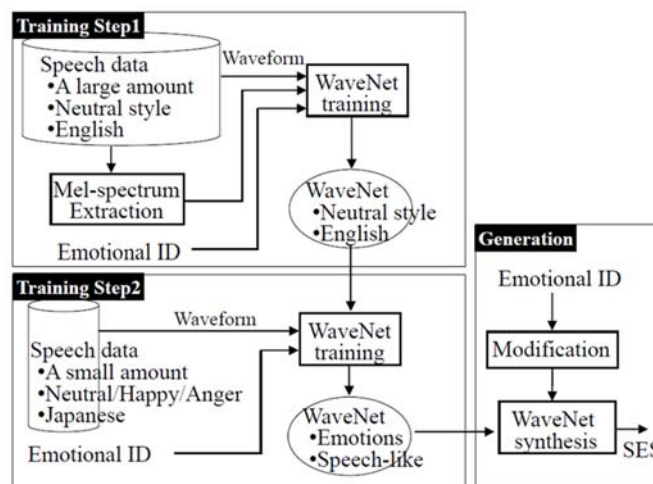 Training Step1
Speech data
•A large amount
•Neutral style
•English
Waveform
WaveNet
training
Mel-spectrum
Extraction
Emotional ID
WaveNet
•Neutral style
•English
Training Step2
Speech data
•A small amount
•Neutral/Happy/Anger
•Japanese
Waveform
WaveNet
training
Emotional ID
WaveNet
•Emotions
•Speech-like
Generation
Emotional ID
Modification
WaveNet
synthesis
SES